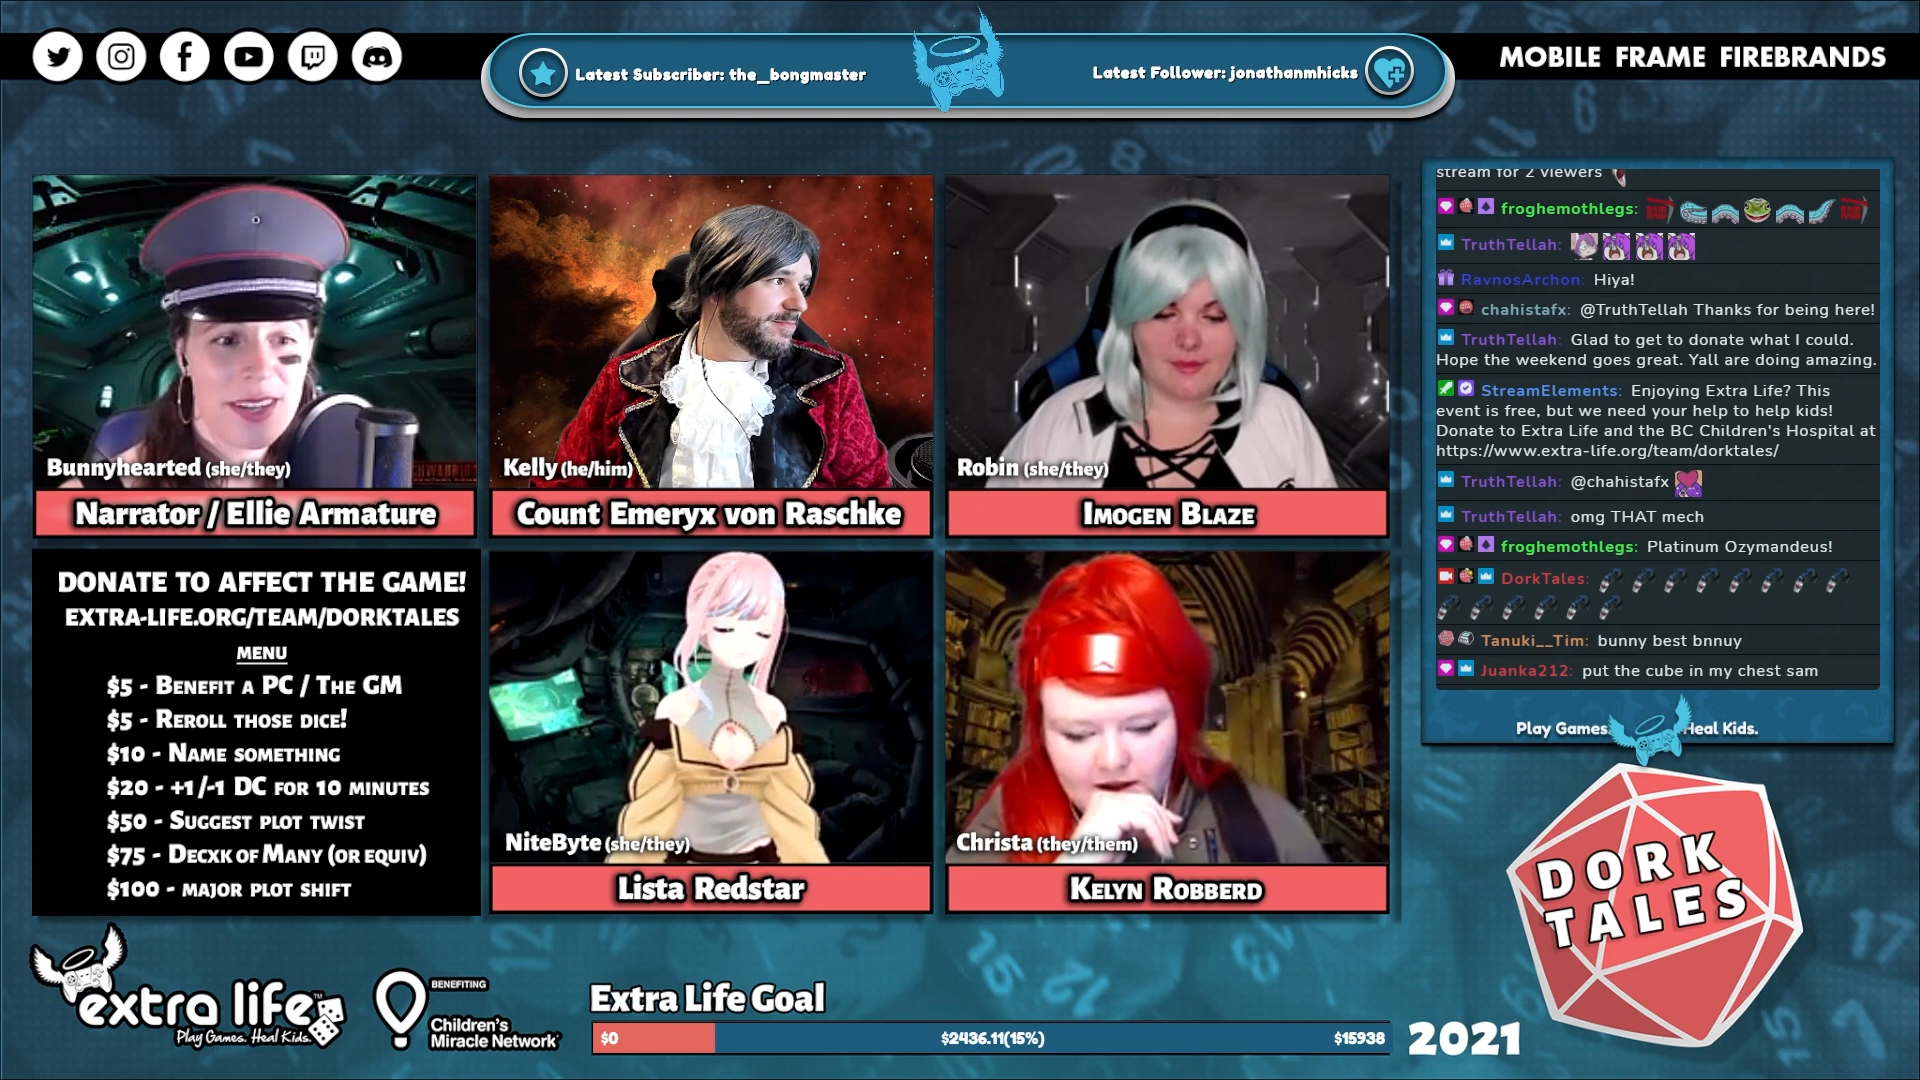 Latest Subscriber: the_bongmaster
Latest Follower: jonathanmhicks
MOBILE FRAME FIREBRANDS
Bunnyhearted (she/they)
Narrator / Ellie Armature
Kelly (he/him)
Count Emeryx von Raschke
Robin (she/they)
Imogen Blaze
stream for 2 viewers
froghemothlegs:
TruthTellah:
RavnosArchon: Hiya!
chahistafx: @TruthTellah Thanks for being here!
TruthTellah: Glad to get to donate what I could.
Hope the weekend goes great. Yall are doing amazing.
StreamElements: Enjoying Extra Life? This
event is free, but we need your help to help kids!
Donate to Extra Life and the BC Children's Hospital at
https://www.extra-life.org/team/dorktales/
TruthTellah: @chahistafx
TruthTellah: omg THAT mech
froghemothlegs: Platinum Ozymandeus!
DorkTales:
Tanuki__Tim: bunny best bnnuy
Juanka212: put the cube in my chest sam
Play Games. Heal Kids.
DONATE TO AFFECT THE GAME!
EXTRA-LIFE.ORG/TEAM/DORKTALES
MENU
$5 - Benefit a PC / The GM
$5 - Reroll those dice!
$10 - Name something
$20 - +1/-1 DC for 10 minutes
$50 - Suggest plot twist
$75 - Decxk of Many (or equiv)
$100 - major plot shift
NiteByte (she/they)
Lista Redstar
Christa (they/them)
Kelyn Robberd
DORK
TALES
extra life™
Play Games. Heal Kids.
BENEFITING
Children's
Miracle Network
Extra Life Goal
$0
$2436.11(15%)
$15938
2021